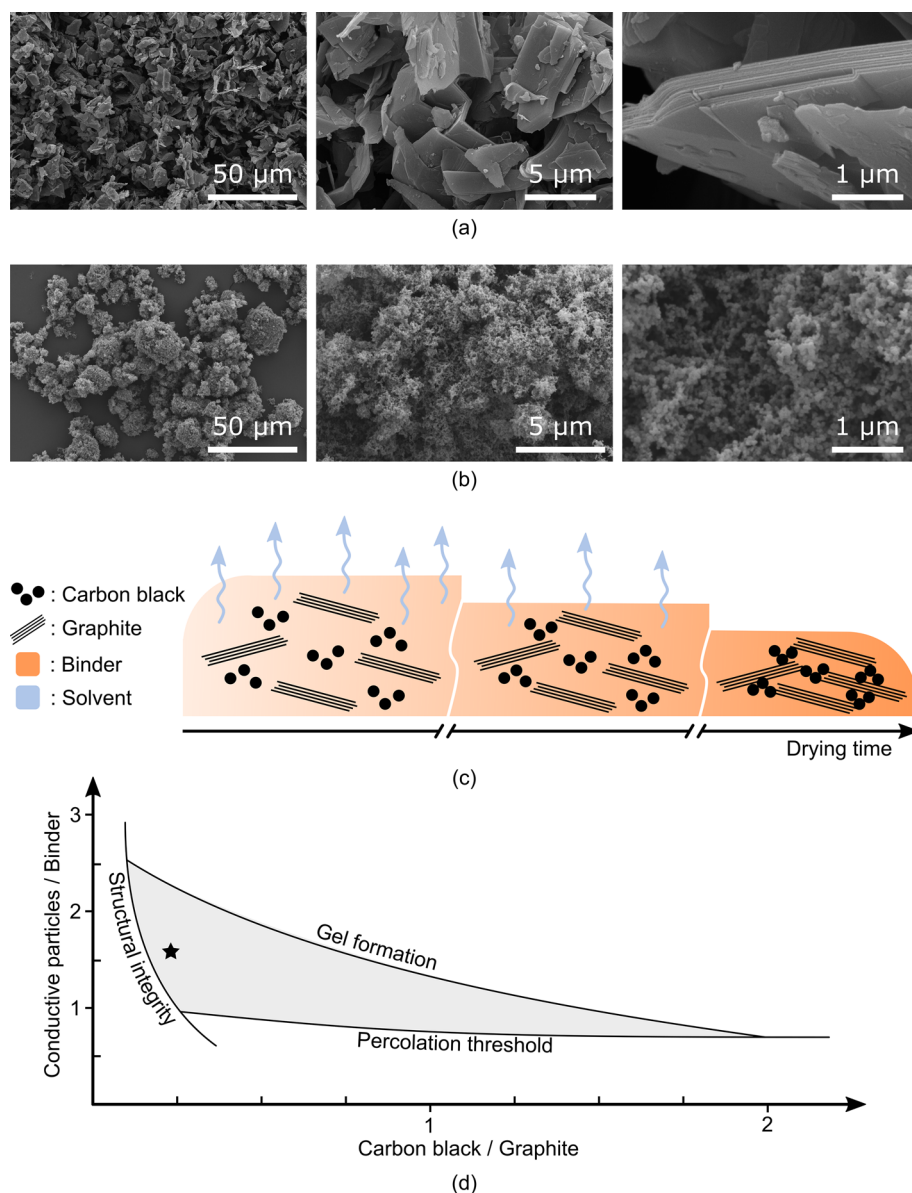 50 µm
5 µm
1 µm
(a)
50 µm
5 µm
1 µm
(b)
: Carbon black
: Graphite
: Binder
: Solvent
Drying time
(c)
Conductive particles / Binder
3
2
1
Structural integrity
Gel formation
Percolation threshold
1
2
Carbon black / Graphite
(d)